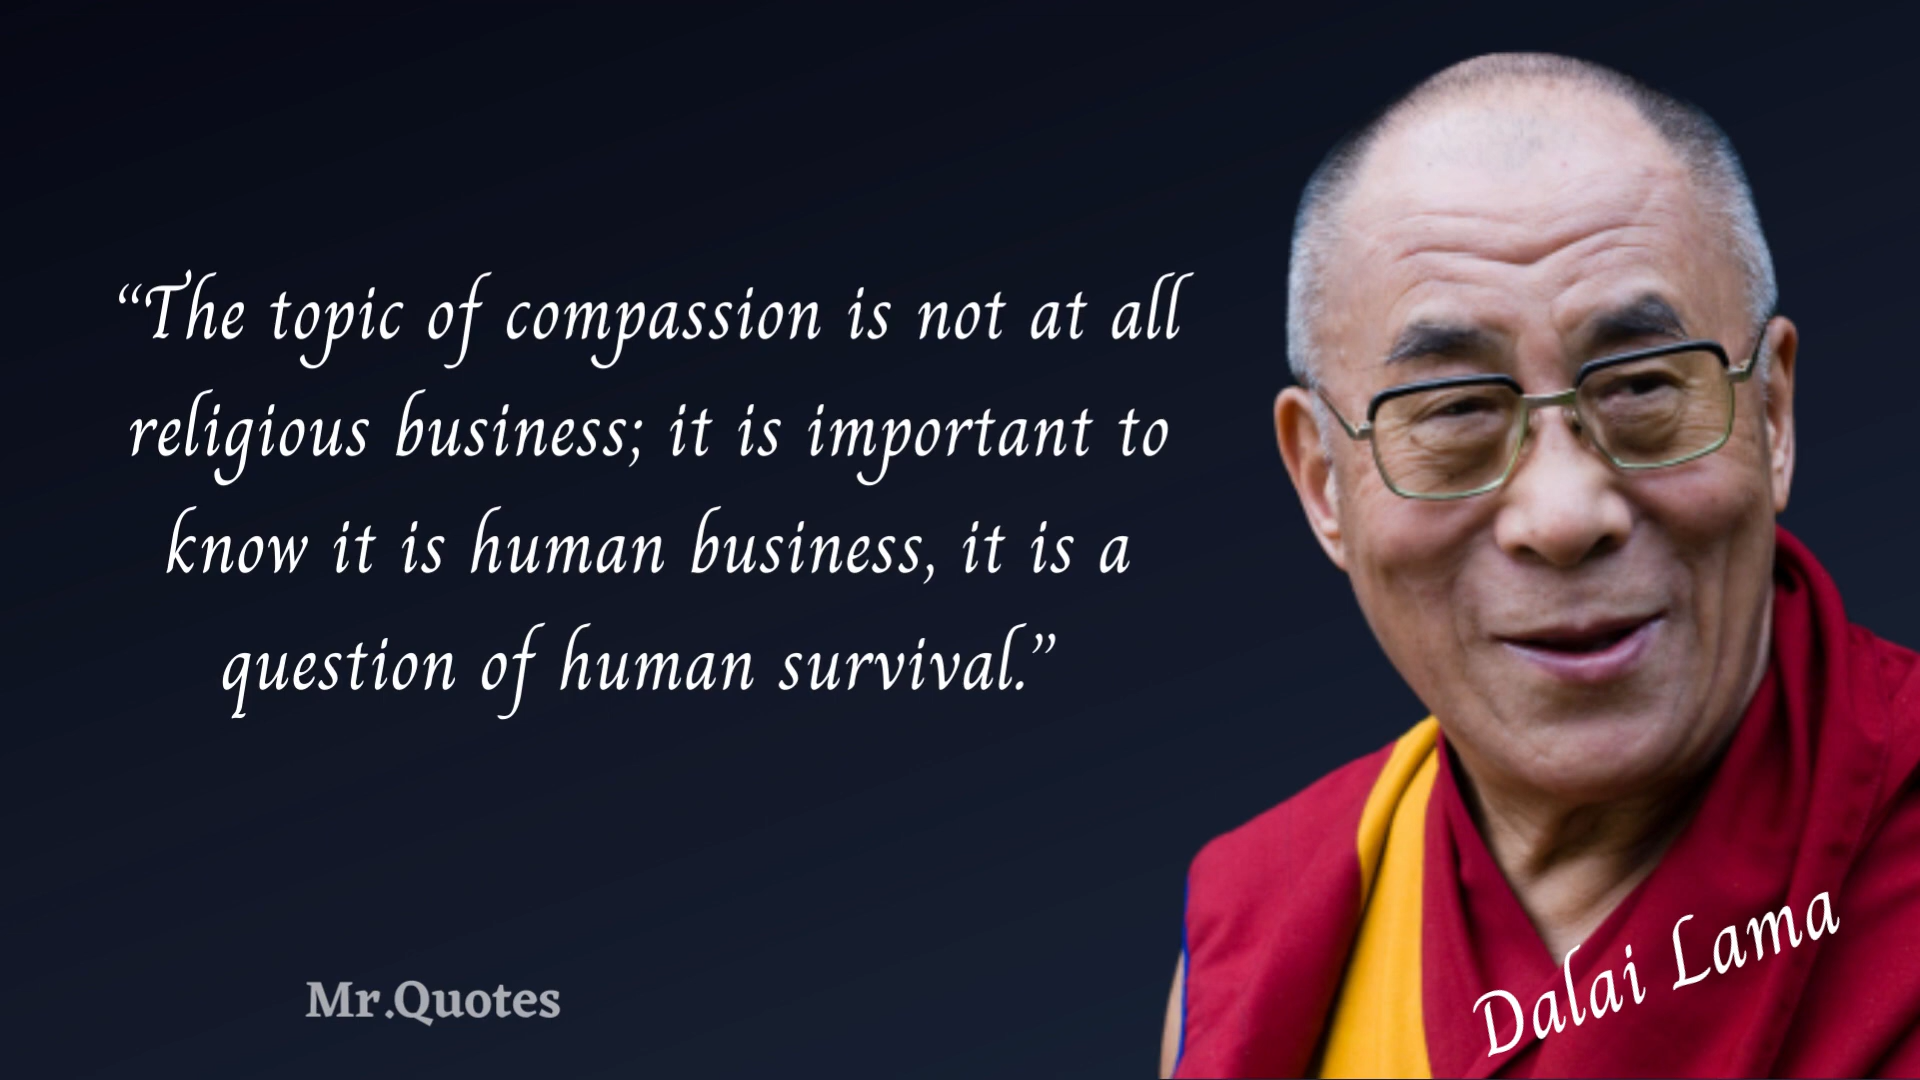 “The topic of compassion is not at all
religious business; it is important to
know it is human business, it is a
question of human survival.”
Dalai Lama
Mr.Quotes